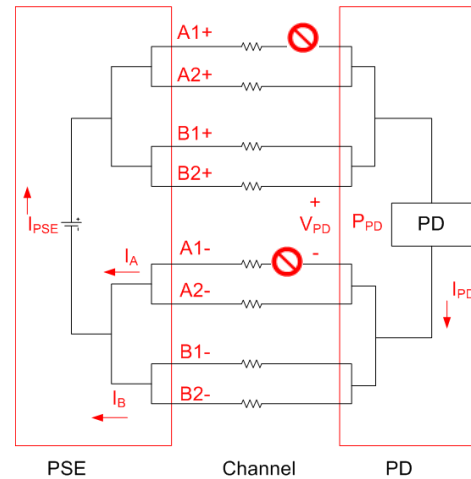 A1+
A2+
B1+
B2+
+
V_PD
-
P_PD
PD
I_PSE
+
-
I_A
A1-
A2-
I_PD
B1-
I_B
B2-
PSE
Channel
PD